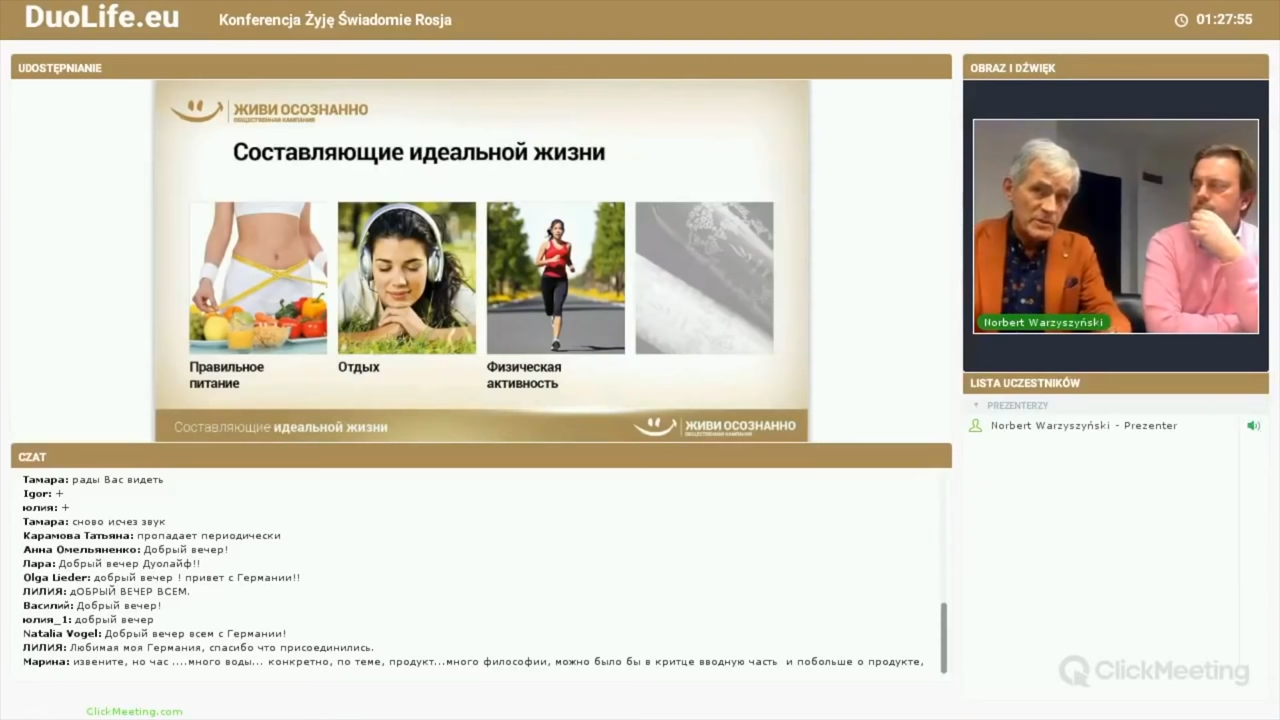 DuoLife.eu
Konferencja Żyję Świadomie Rosja
01:27:55
UDOSTĘPNIANIE
ЖИВИ ОСОЗНАННО
ОБЩЕСТВЕННАЯ КАМПАНИЯ
Составляющие идеальной жизни
Правильное
питание
Отдых
Физическая
активность
Составляющие идеальной жизни
ЖИВИ ОСОЗНАННО
ОБЩЕСТВЕННАЯ КАМПАНИЯ
OBRAZ I DŹWIĘK
Norbert Warzyszyński
LISTA UCZESTNIKÓW
PREZENTERZY
Norbert Warzyszyński - Prezenter
CZAT
Тамара: рады Вас видеть
Igor: +
юлия: +
Тамара: сново исчез звук
Карамова Татьяна: пропадает периодически
Анна Омельяненко: Добрый вечер!
Лара: Добрый вечер Дуолайф!!
Olga Lieder: добрый вечер ! привет с Германии!!
ЛИЛИЯ: дОБРЫЙ ВЕЧЕР ВСЕМ.
Василий: Добрый вечер!
юлия_1: добрый вечер
Natalia Vogel: Добрый вечер всем с Германии!
ЛИЛИЯ: Любимая моя Германия, спасибо что присоединились.
Марина: извените, но час ....много воды... конкретно, по теме, продукт...много философии, можно было бы в критце вводную часть и побольше о продукте,
ClickMeeting
ClickMeeting.com